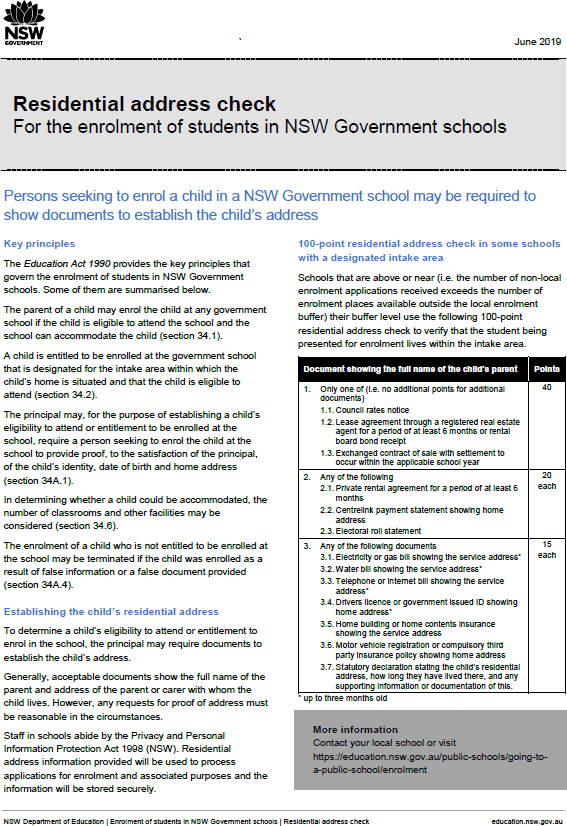 NSW
GOVERNMENT
`
June 2019
Residential address check
For the enrolment of students in NSW Government schools
Persons seeking to enrol a child in a NSW Government school may be required to
show documents to establish the child's address
Key principles
The Education Act 1990 provides the key principles that
govern the enrolment of students in NSW Government
schools. Some of them are summarised below.
The parent of a child may enrol the child at any government
school if the child is eligible to attend the school and the
school can accommodate the child (section 34.1).
A child is entitled to be enrolled at the government school
that is designated for the intake area within which the
child's home is situated and that the child is eligible to
attend (section 34.2).
The principal may, for the purpose of establishing a child's
eligibility to attend or entitlement to be enrolled at the
school, require a person seeking to enrol the child at the
school to provide proof, to the satisfaction of the principal,
of the child's identity, date of birth and home address
(section 34A.1).
In determining whether a child could be accommodated, the
number of classrooms and other facilities may be
considered (section 34.6).
The enrolment of a child who is not entitled to be enrolled at
the school may be terminated if the child was enrolled as a
result of false information or a false document provided
(section 34A.4).
Establishing the child's residential address
To determine a child's eligibility to attend or entitlement to
enrol in the school, the principal may require documents to
establish the child's address.
Generally, acceptable documents show the full name of the
parent and address of the parent or carer with whom the
child lives. However, any requests for proof of address must
be reasonable in the circumstances.
Staff in schools abide by the Privacy and Personal
Information Protection Act 1998 (NSW). Residential
address information provided will be used to process
applications for enrolment and associated purposes and the
information will be stored securely.
100-point residential address check in some schools
with a designated intake area
Schools that are above or near (i.e. the number of non-local
enrolment applications received exceeds the number of
enrolment places available outside the local enrolment
buffer) their buffer level use the following 100-point
residential address check to verify that the student being
presented for enrolment lives within the intake area.
Document showing the full name of the child's parent Points
1. Only one of (i.e. no additional points for additional 40
documents)
1.1. Council rates notice
1.2. Lease agreement through a registered real estate
agent for a period of at least 6 months or rental
board bond receipt
1.3. Exchanged contract of sale with settlement to
occur within the applicable school year
2. Any of the following 20
each
2.1. Private rental agreement for a period of at least 6
months
2.2. Centrelink payment statement showing home
address
2.3. Electoral roll statement
3. Any of the following documents 15
each
3.1. Electricity or gas bill showing the service address*
3.2. Water bill showing the service address*
3.3. Telephone or internet bill showing the service
address*
3.4. Drivers licence or government issued ID showing
home address*
3.5. Home building or home contents insurance
showing the service address
3.6. Motor vehicle registration or compulsory third
party insurance policy showing home address
3.7. Statutory declaration stating the child's residential
address, how long they have lived there, and any
supporting information or documentation of this.
* up to three months old
More information
Contact your local school or visit
https://education.nsw.gov.au/public-schools/going-to-
a-public-school/enrolment
NSW Department of Education | Enrolment of students in NSW Government schools | Residential address check education.nsw.gov.au